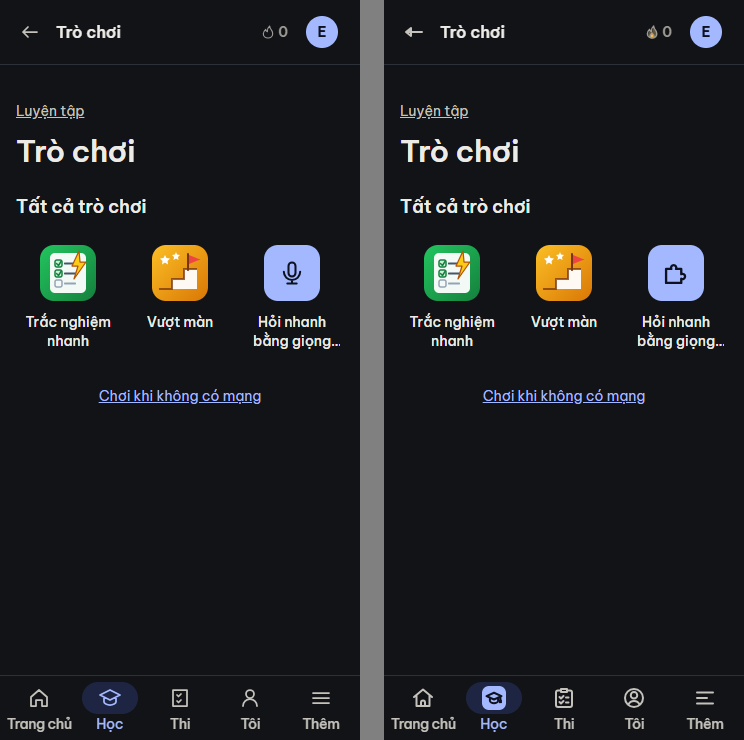 Trò chơi
0
E
Luyện tập
Trò chơi
Tất cả trò chơi
Trắc nghiệm
nhanh
Vượt màn
Hỏi nhanh
bằng giọng...
Chơi khi không có mạng
Trang chủ
Học
Thi
Tôi
Thêm
Trò chơi
0
E
Luyện tập
Trò chơi
Tất cả trò chơi
Trắc nghiệm
nhanh
Vượt màn
Hỏi nhanh
bằng giọng...
Chơi khi không có mạng
Trang chủ
Học
Thi
Tôi
Thêm